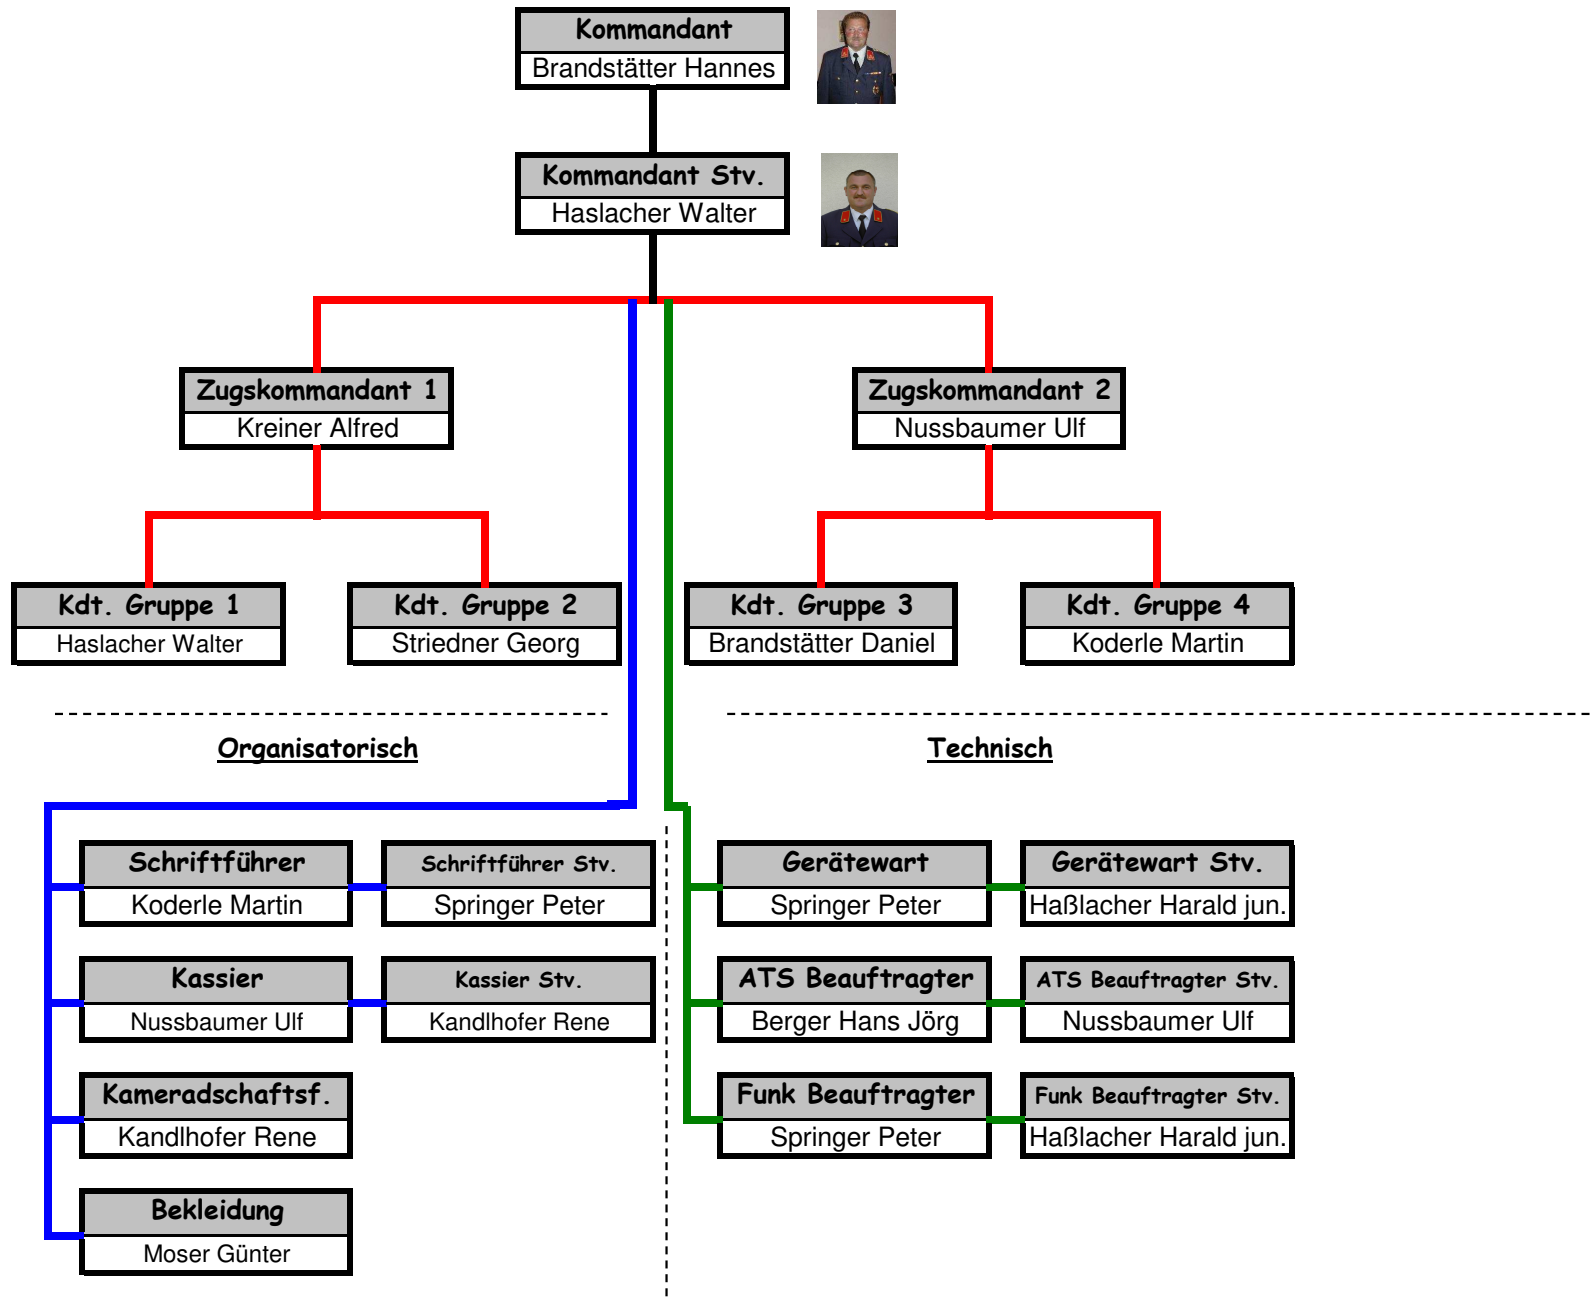 Kommandant
Brandstätter Hannes
Kommandant Stv.
Haslacher Walter
Zugskommandant 1
Kreiner Alfred
Zugskommandant 2
Nussbaumer Ulf
Kdt. Gruppe 1
Haslacher Walter
Kdt. Gruppe 2
Striedner Georg
Kdt. Gruppe 3
Brandstätter Daniel
Kdt. Gruppe 4
Koderle Martin
Organisatorisch
Technisch
Schriftführer
Koderle Martin
Schriftführer Stv.
Springer Peter
Gerätewart
Springer Peter
Gerätewart Stv.
Haßlacher Harald jun.
Kassier
Nussbaumer Ulf
Kassier Stv.
Kandlhofer Rene
ATS Beauftragter
Berger Hans Jörg
ATS Beauftragter Stv.
Nussbaumer Ulf
Kameradschaftsf.
Kandlhofer Rene
Funk Beauftragter
Springer Peter
Funk Beauftragter Stv.
Haßlacher Harald jun.
Bekleidung
Moser Günter